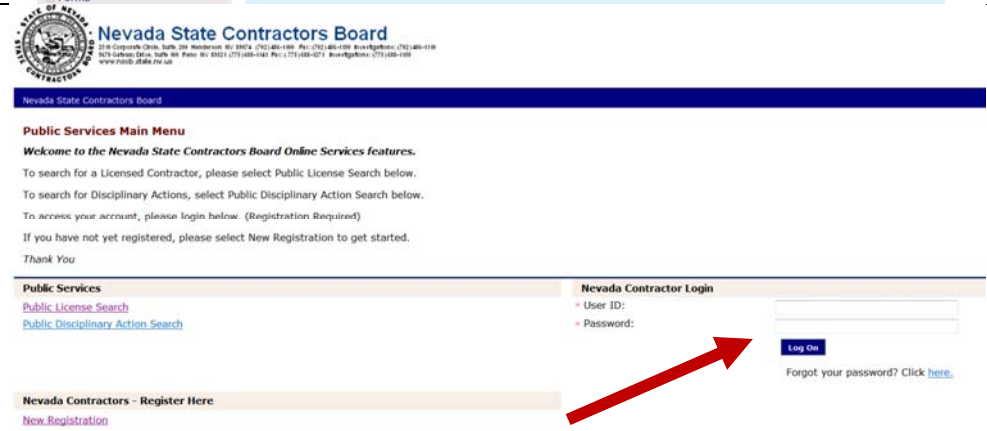 Nevada State Contractors Board
www.nscb.state.nv.us
Nevada State Contractors Board
Public Services Main Menu
Welcome to the Nevada State Contractors Board Online Services features.
To search for a Licensed Contractor, please select Public License Search below.
To search for Disciplinary Actions, select Public Disciplinary Action Search below.
To access your account, please login below. (Registration Required)
If you have not yet registered, please select New Registration to get started.
Thank You
Public Services
Public License Search
Public Disciplinary Action Search
Nevada Contractor Login
* User ID:
* Password:
Log On
Forgot your password? Click here.
Nevada Contractors - Register Here
New Registration